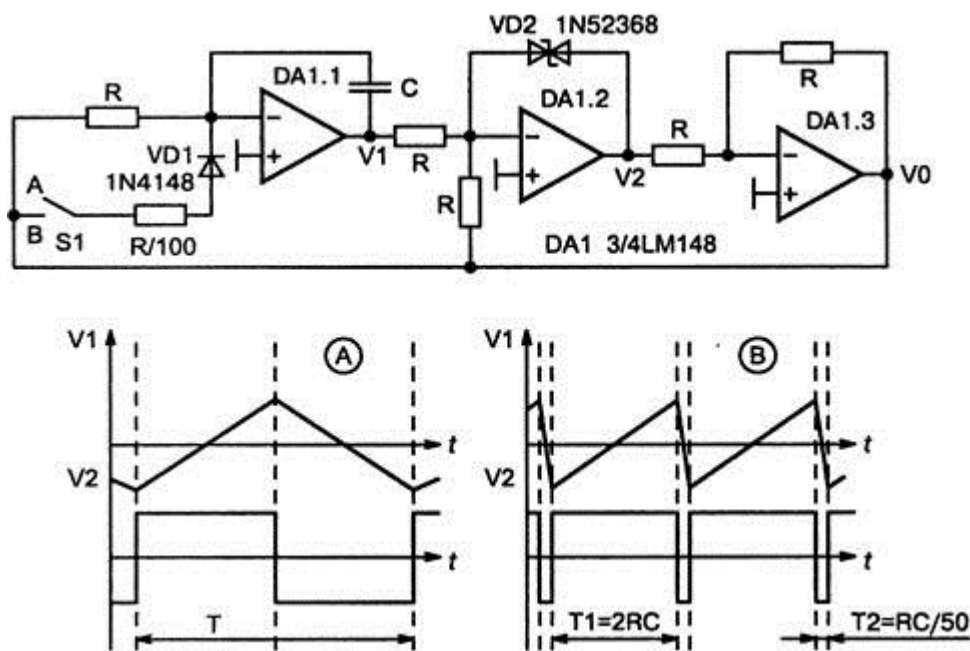 VD2 1N52368
R
DA1.1
C
DA1.2
R
DA1.3
R
VD1
1N4148
V1
R
V2
R
V0
A
B
S1
R/100
R
DA1 3/4LM148
V1
A
t
V2
t
T
V1
B
t
V2
t
T1=2RC
T2=RC/50